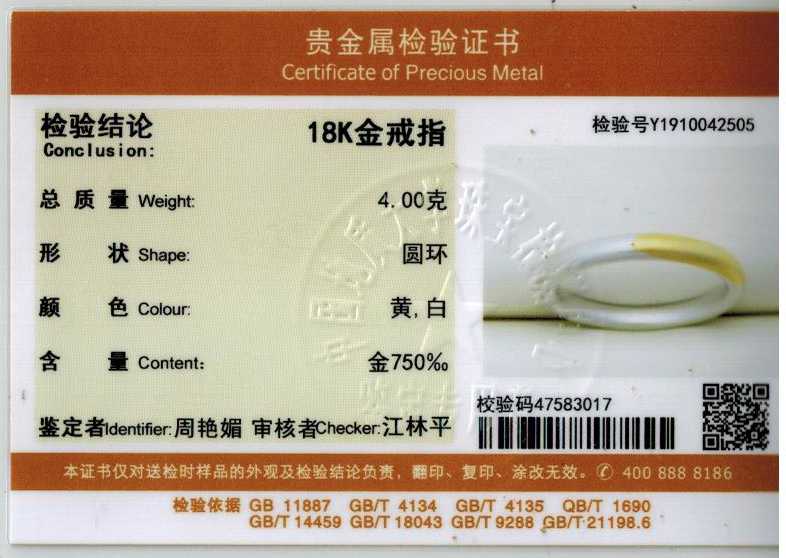 贵金属检验证书
Certificate of Precious Metal
检验结论 18K金戒指
Conclusion:
检验号Y1910042505
总质量 Weight: 4.00克
形状 Shape: 圆环
颜色 Colour: 黄,白
含量 Content: 金750‰
鉴定者Identifier:周艳媚 审核者Checker:江林平
校验码47583017
本证书仅对送检时样品的外观及检验结论负责，翻印、复印、涂改无效。 400 888 8186
检验依据 GB 11887 GB/T 4134 GB/T 4135 QB/T 1690
GB/T 14459 GB/T 18043 GB/T 9288 GB/T 21198.6